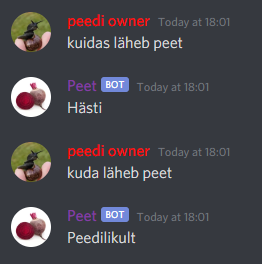 peedi owner Today at 18:01
kuidas läheb peet
Peet BOT Today at 18:01
Hästi
peedi owner Today at 18:01
kuda läheb peet
Peet BOT Today at 18:01
Peedilikult